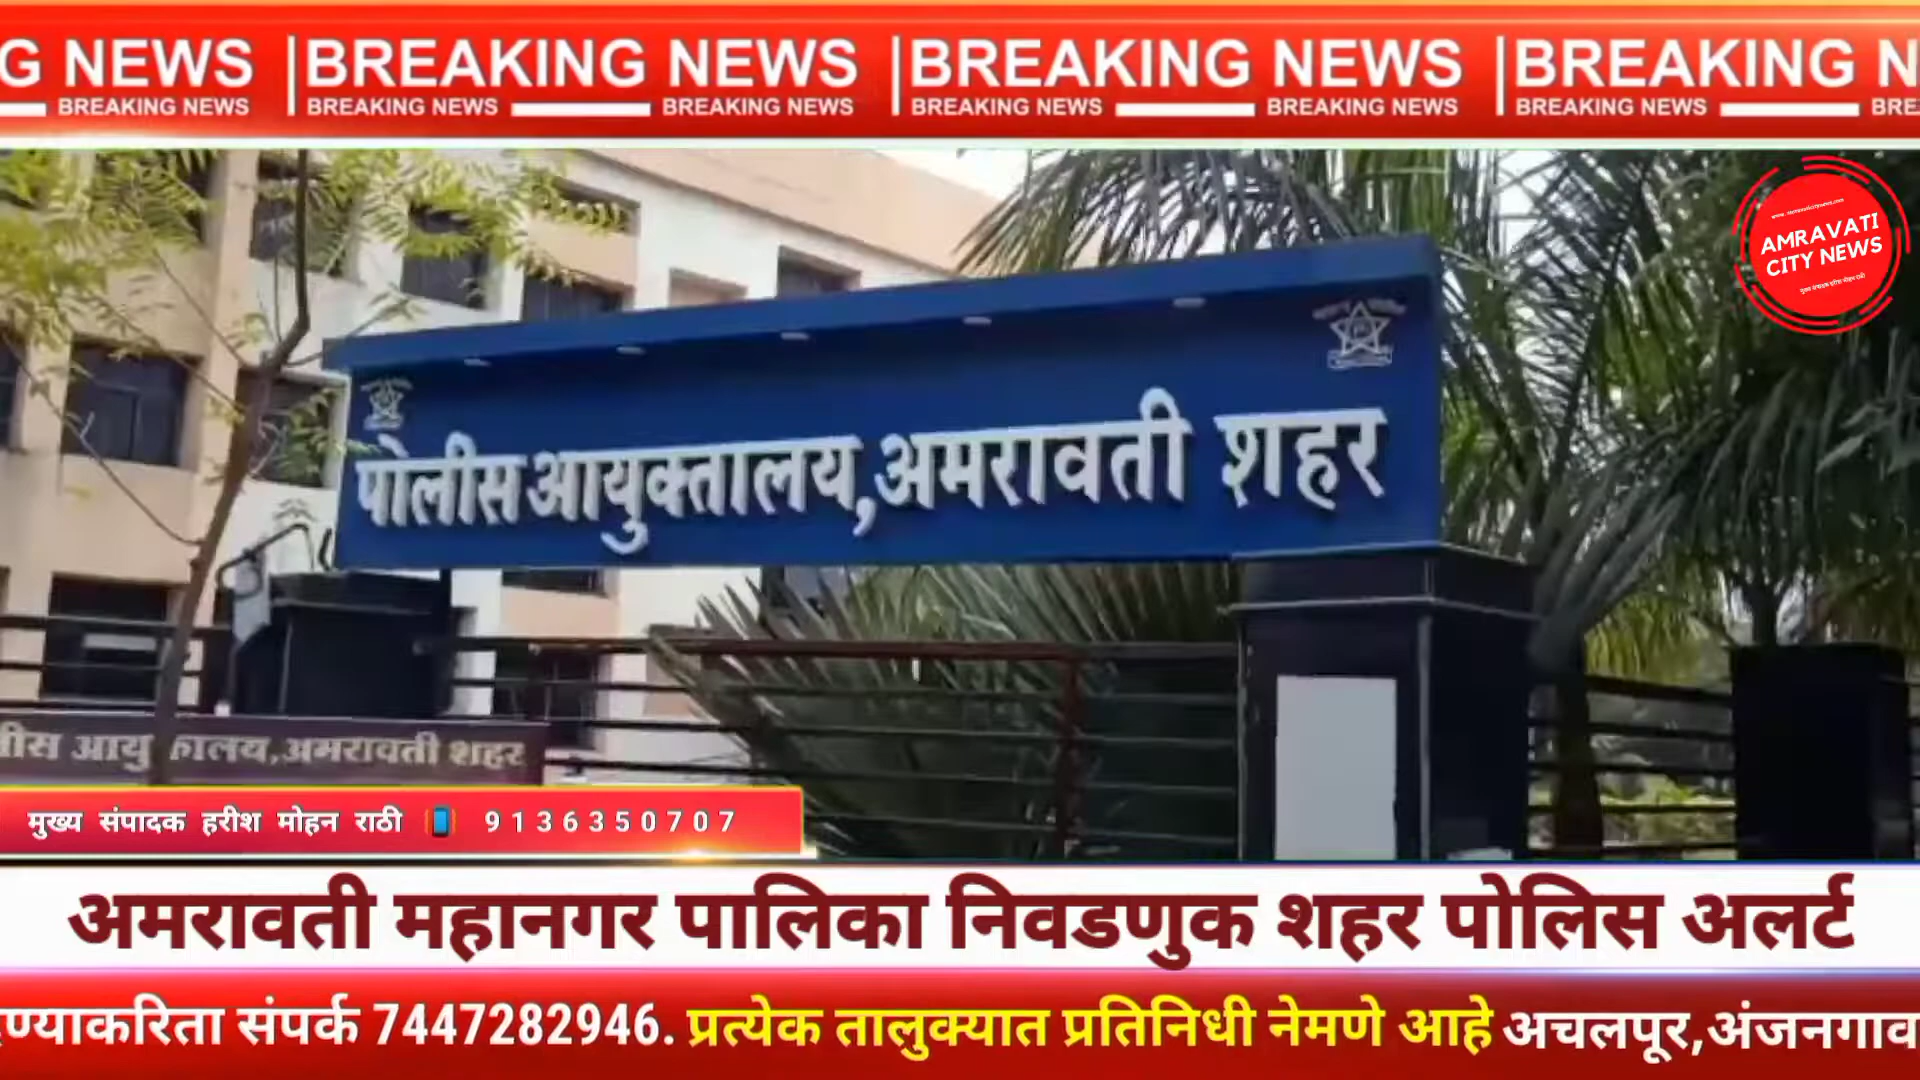 G NEWS BREAKING NEWS BREAKING NEWS BREAKING N
BREAKING NEWS BREAKING NEWS BREAKING NEWS BREAKING NEWS BREAKING NEWS BREAKING NEWS BRE
AMRAVATI
CITY NEWS
पोलीस आयुक्तालय,अमरावती शहर
लीस आयु कालय,अमरावती शहर
मुख्य संपादक हरीश मोहन राठी 9136350707
अमरावती महानगर पालिका निवडणुक शहर पोलिस अलर्ट
ण्याकरिता संपर्क 7447282946. प्रत्येक तालुक्यात प्रतिनिधी नेमणे आहे अचलपूर,अंजनगाव